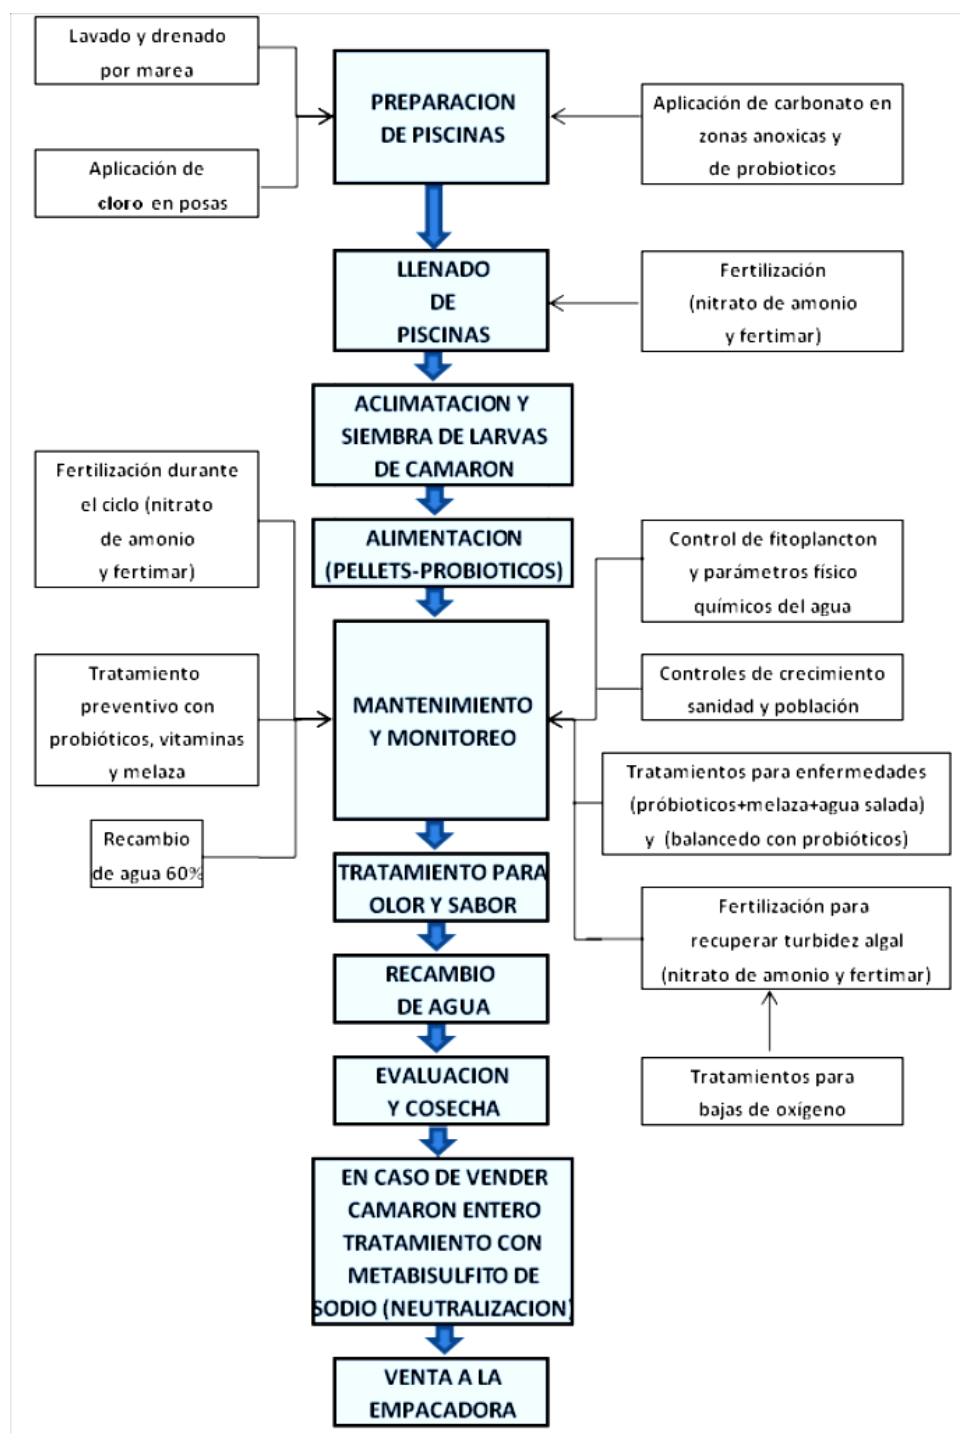 Lavado y drenado
por marea
PREPARACION
DE PISCINAS
Aplicación de carbonato en
zonas anoxicas y
de probioticos
Aplicación de
cloro en posas
LLENADO
DE
PISCINAS
Fertilización
(nitrato de amonio
y fertimar)
ACLIMATACION Y
SIEMBRA DE LARVAS
DE CAMARON
Fertilización durante
el ciclo (nitrato
de amonio
y fertimar)
ALIMENTACION
(PELLETS-PROBIOTICOS)
Control de fitoplancton
y parámetros físico
químicos del agua
Tratamiento
preventivo con
probióticos, vitaminas
y melaza
MANTENIMIENTO
Y MONITOREO
Controles de crecimiento
sanidad y población
Tratamientos para enfermedades
(próbioticos+melaza+agua salada)
y (balancedo con probióticos)
Recambio
de agua 60%
TRATAMIENTO PARA
OLOR Y SABOR
Fertilización para
recuperar turbidez algal
(nitrato de amonio y fertimar)
RECAMBIO
DE AGUA
EVALUACION
Y COSECHA
Tratamientos para
bajas de oxígeno
EN CASO DE VENDER
CAMARON ENTERO
TRATAMIENTO CON
METABISULFITO DE
SODIO (NEUTRALIZACION)
VENTA A LA
EMPACADORA